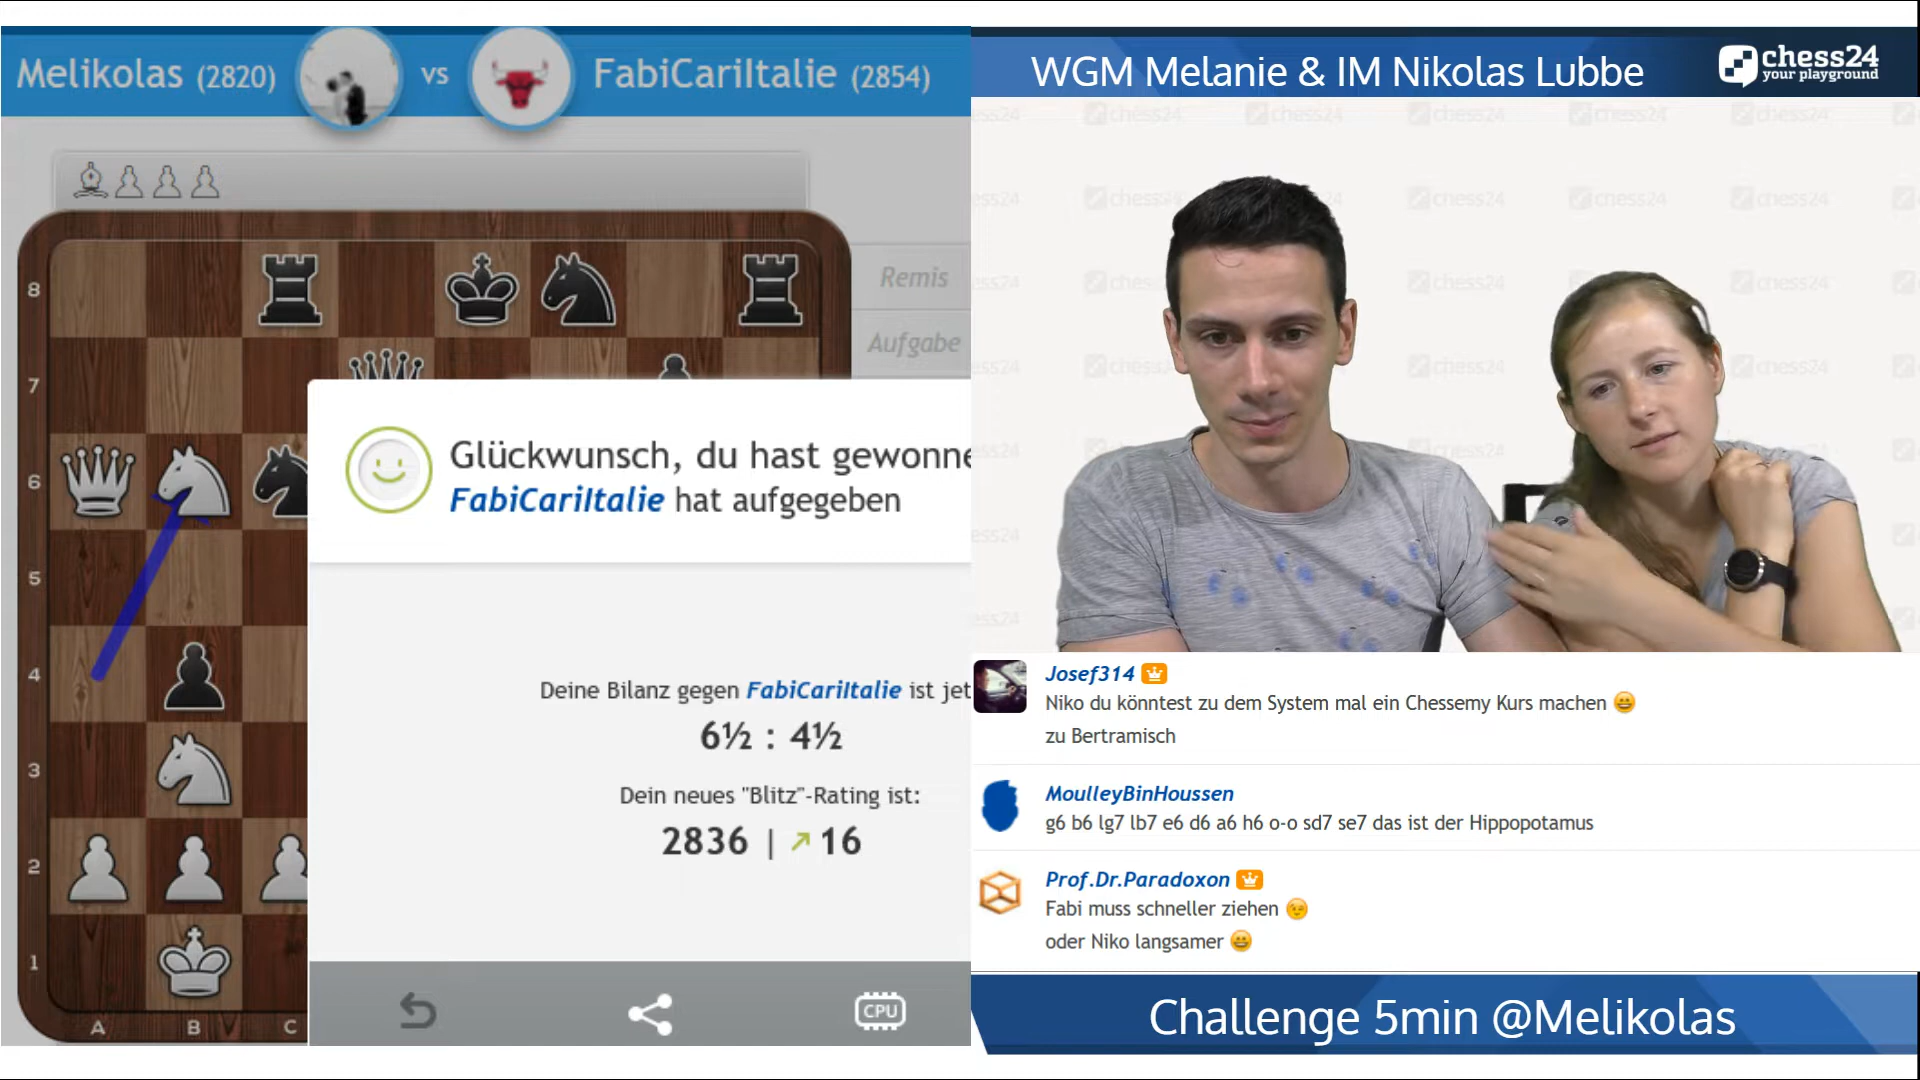 Melikolas (2820)
vs
FabiCariItalie (2854)
WGM Melanie & IM Nikolas Lubbe
chess24
your playground
Remis
Aufgabe
8
7
6
5
4
3
2
1
A B C
Glückwunsch, du hast gewonne
FabiCariItalie hat aufgegeben
Deine Bilanz gegen FabiCariItalie ist jet
6½ : 4½
Dein neues "Blitz"-Rating ist:
2836 | 16
CPU
Josef314
Niko du könntest zu dem System mal ein Chessemy Kurs machen 😄
zu Bertramisch
MoulleyBinHoussen
g6 b6 lg7 lb7 e6 d6 a6 h6 o-o sd7 se7 das ist der Hippopotamus
Prof.Dr.Paradoxon
Fabi muss schneller ziehen 😉
oder Niko langsamer 😄
Challenge 5min @Melikolas